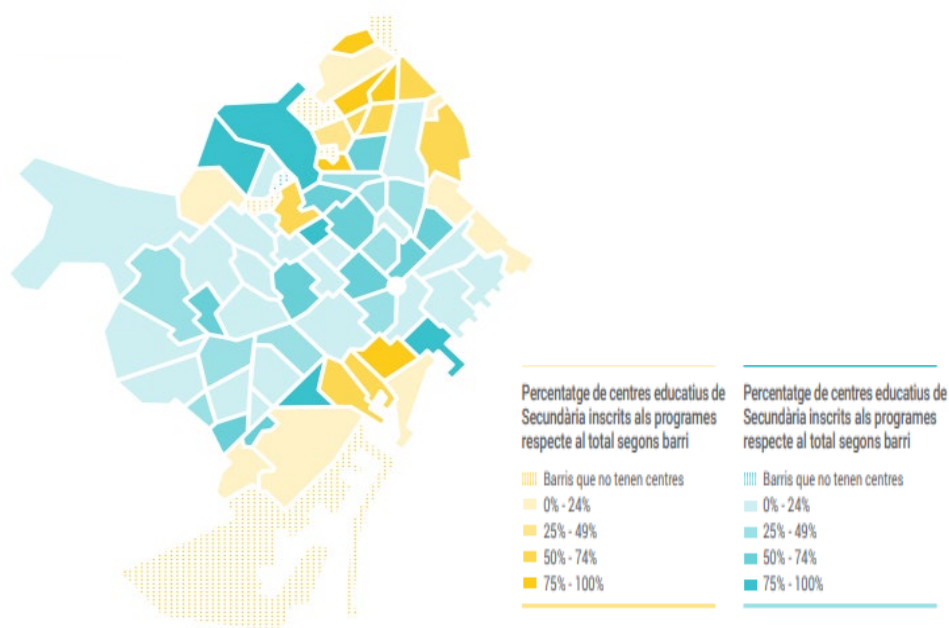 Percentatge de centres educatius de
Secundària inscrits als programes
respecte al total segons barri
Barris que no tenen centres
0% - 24%
25% - 49%
50% - 74%
75% - 100%
Percentatge de centres educatius de
Secundària inscrits als programes
respecte al total segons barri
Barris que no tenen centres
0% - 24%
25% - 49%
50% - 74%
75% - 100%